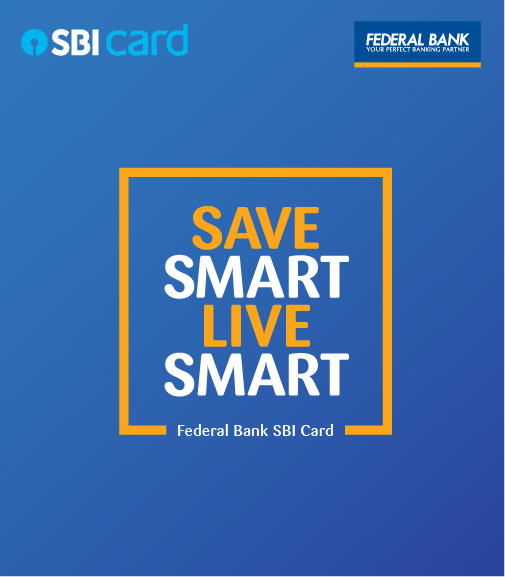 SBI card
FEDERAL BANK
YOUR PERFECT BANKING PARTNER
SAVE
SMART
LIVE
SMART
Federal Bank SBI Card